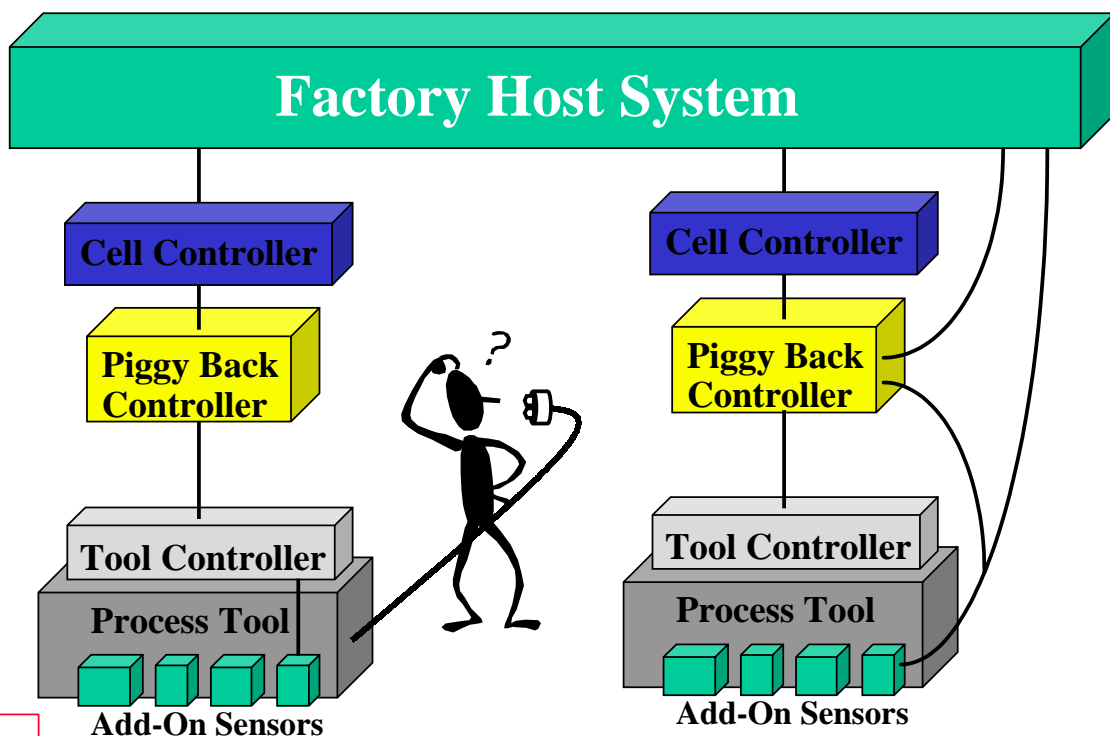 Factory Host System
Cell Controller
Piggy Back
Controller
Tool Controller
Process Tool
Add-On Sensors
?
Cell Controller
Piggy Back
Controller
Tool Controller
Process Tool
Add-On Sensors